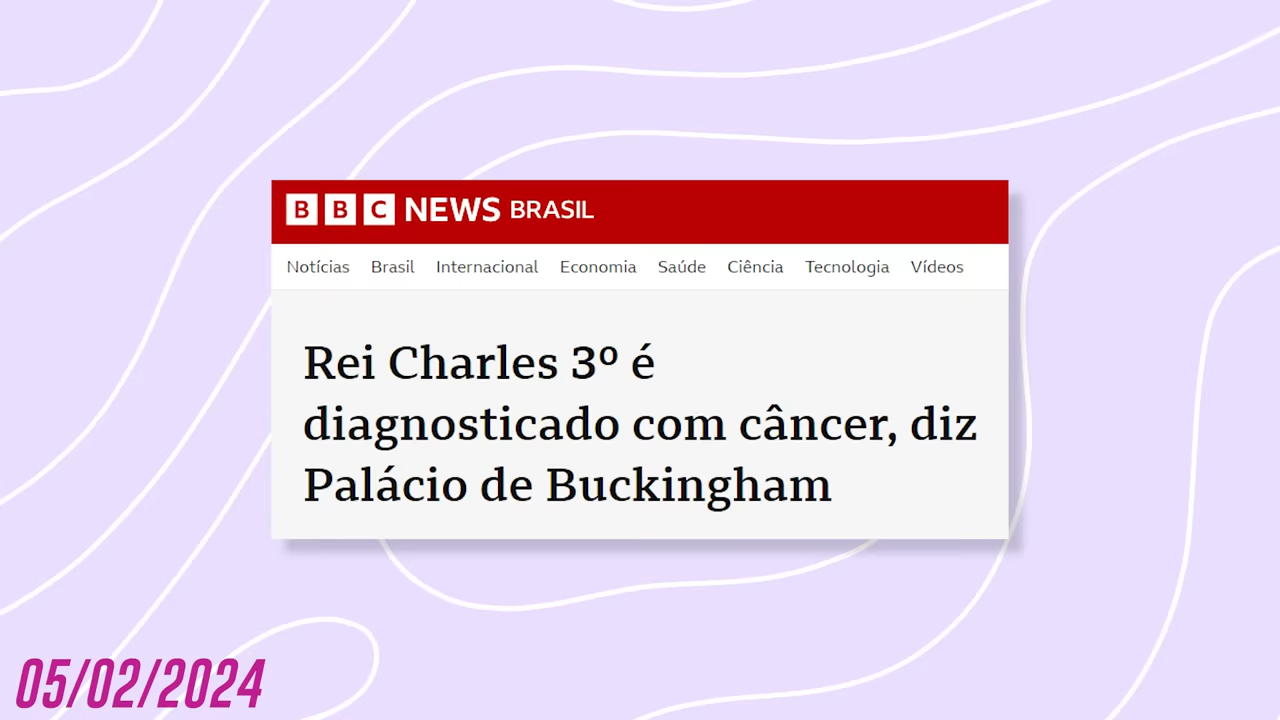 BBC NEWS BRASIL
Notícias Brasil Internacional Economia Saúde Ciência Tecnologia Vídeos
Rei Charles 3º é
diagnosticado com câncer, diz
Palácio de Buckingham
05/02/2024